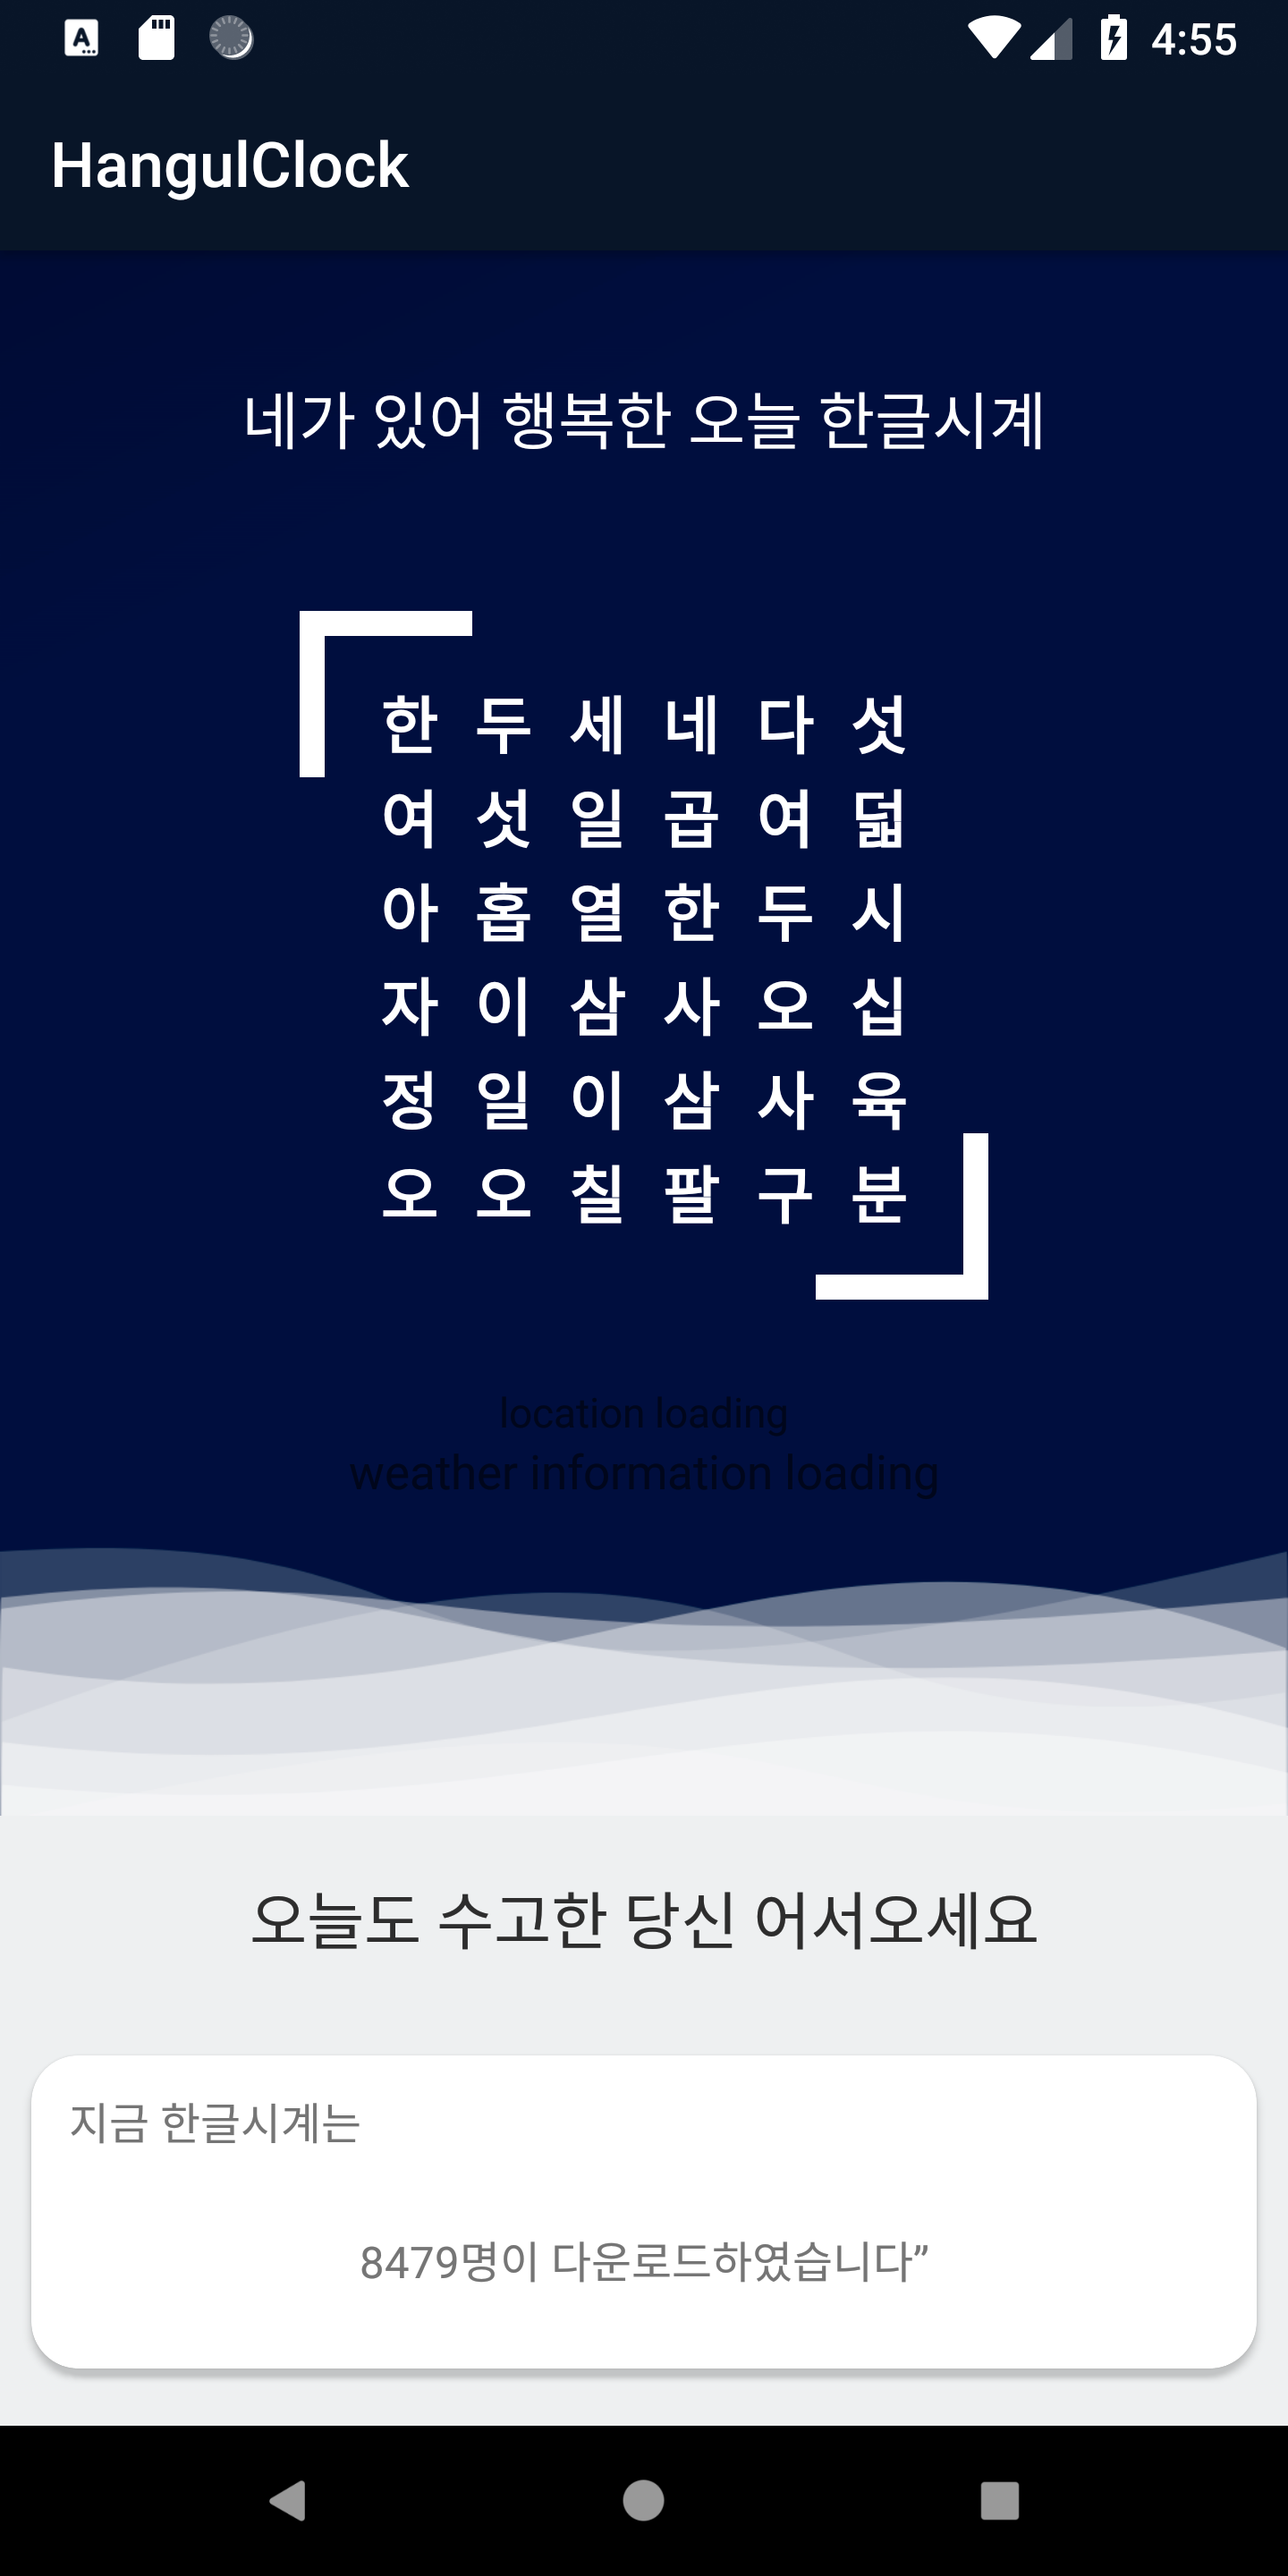 4:55
HangulClock
네가 있어 행복한 오늘 한글시계
한 두 세 네 다 섯
여 섯 일 곱 여 덟
아 홉 열 한 두 시
자 이 삼 사 오 십
정 일 이 삼 사 육
오 오 칠 팔 구 분
location loading
weather information loading
오늘도 수고한 당신 어서오세요
지금 한글시계는
8479명이 다운로드하였습니다”